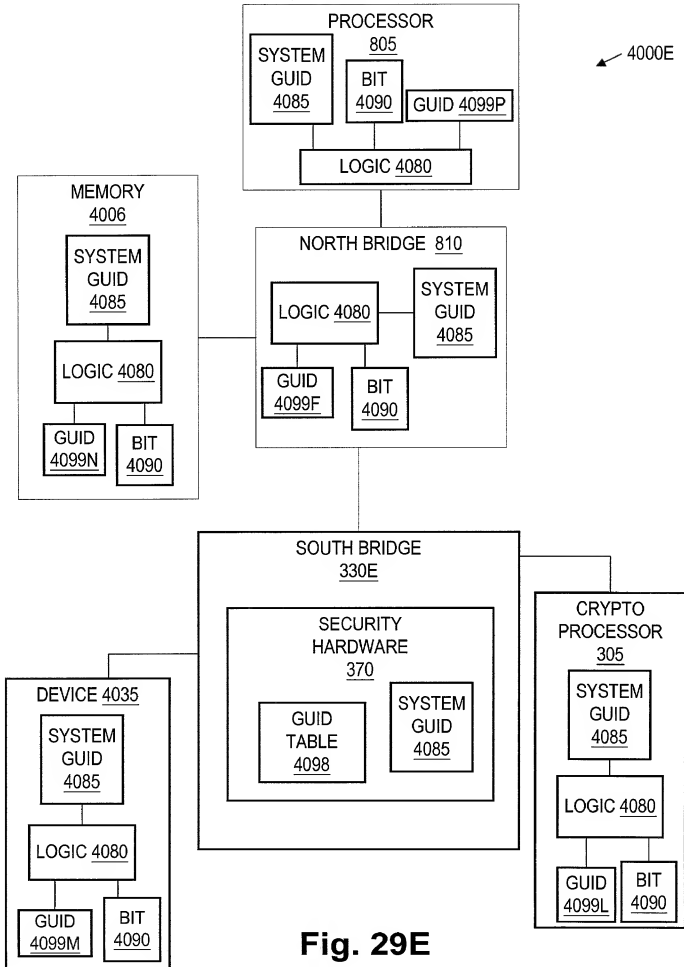 PROCESSOR
805
4000E
SYSTEM
GUID
4085
BIT
4090
GUID 4099P
LOGIC 4080
MEMORY
4006
SYSTEM
GUID
4085
LOGIC 4080
GUID
4099N
BIT
4090
NORTH BRIDGE 810
LOGIC 4080
SYSTEM
GUID
4085
GUID
4099F
BIT
4090
SOUTH BRIDGE
330E
SECURITY
HARDWARE
370
GUID
TABLE
4098
SYSTEM
GUID
4085
CRYPTO
PROCESSOR
305
SYSTEM
GUID
4085
LOGIC 4080
GUID
4099L
BIT
4090
DEVICE 4035
SYSTEM
GUID
4085
LOGIC 4080
GUID
4099M
BIT
4090
Fig. 29E